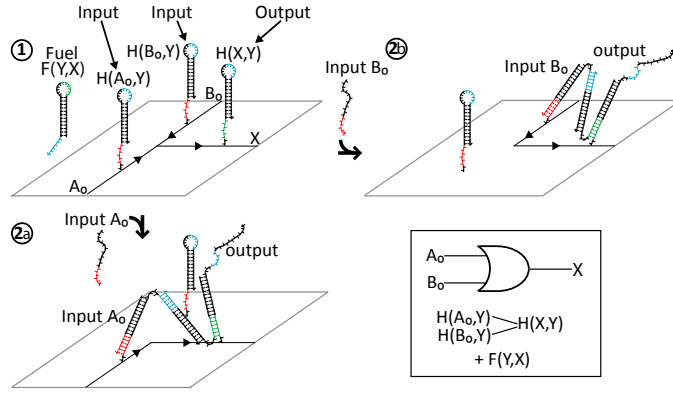 Input Input Output
① H(B₀,Y) H(X,Y)
Fuel
F(Y,X) H(A₀,Y)
B₀
X
A₀
Input B₀
②b
Input B₀ output
②a Input A₀
output
Input A₀
A₀
B₀ X
H(A₀,Y)
H(B₀,Y) H(X,Y)
+ F(Y,X)